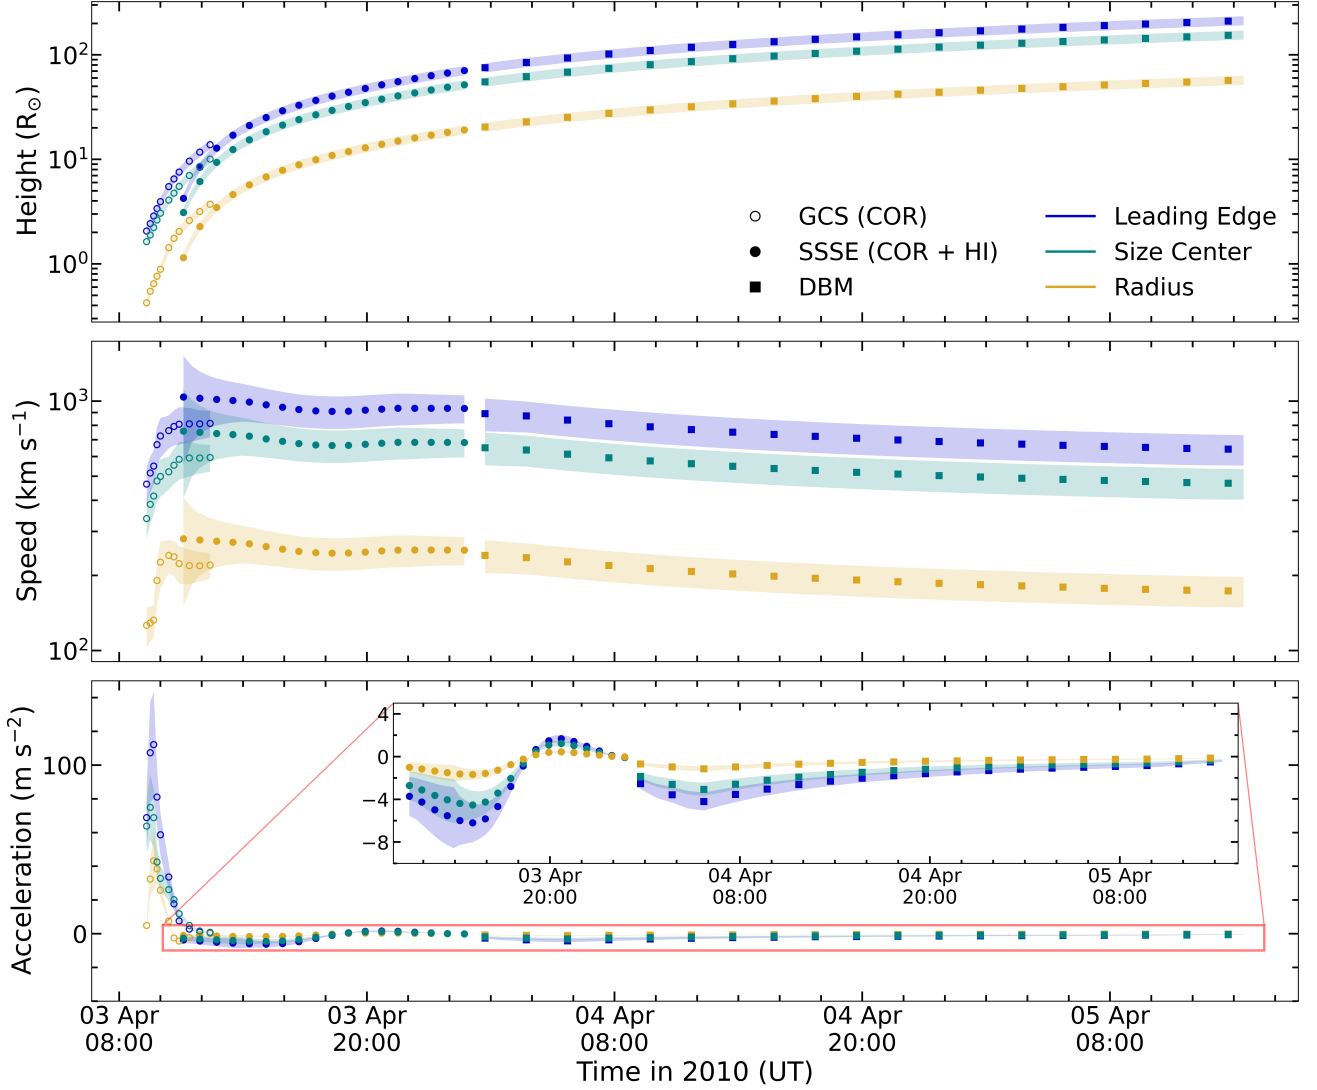 Height (R⊙)
10²
10¹
10⁰
GCS (COR)
SSSE (COR + HI)
DBM
Leading Edge
Size Center
Radius
Speed (km s⁻¹)
10³
10²
Acceleration (m s⁻²)
100
0
4
0
−4
−8
03 Apr
20:00
04 Apr
08:00
04 Apr
20:00
05 Apr
08:00
03 Apr
08:00
03 Apr
20:00
04 Apr
08:00
04 Apr
20:00
05 Apr
08:00
Time in 2010 (UT)